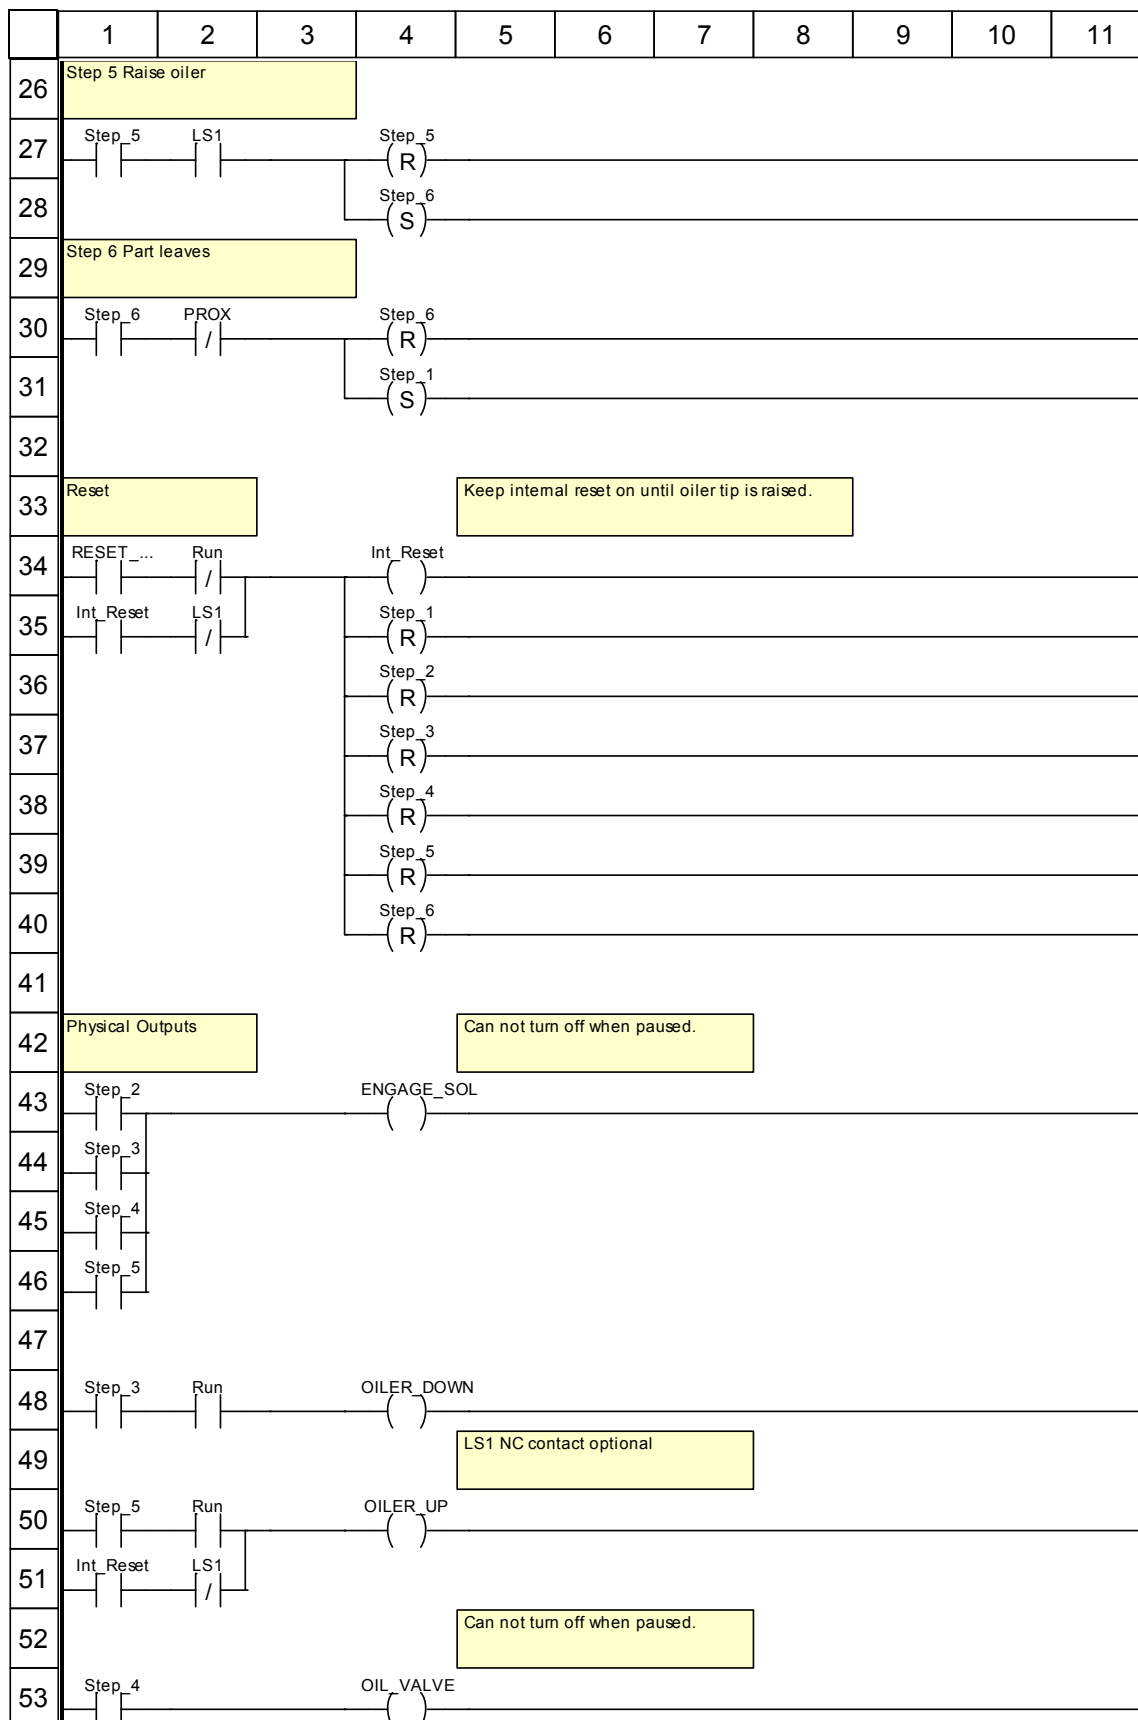 1 2 3 4 5 6 7 8 9 10 11
26 Step 5 Raise oiler
Step_5 LS1 Step_5
27 R
Step_6
28 S
29 Step 6 Part leaves
Step_6 PROX Step_6
30 / R
Step_1
31 S
32
33 Reset Keep internal reset on until oiler tip is raised.
RESET_... Run Int_Reset
34 /
Int_Reset LS1 Step_1
35 / R
Step_2
36 R
Step_3
37 R
Step_4
38 R
Step_5
39 R
Step_6
40 R
41
42 Physical Outputs Can not turn off when paused.
Step_2 ENGAGE_SOL
43
Step_3
44
Step_4
45
Step_5
46
47
Step_3 Run OILER_DOWN
48
49 LS1 NC contact optional
Step_5 Run OILER_UP
50
Int_Reset LS1
51 /
52 Can not turn off when paused.
Step_4 OIL_VALVE
53